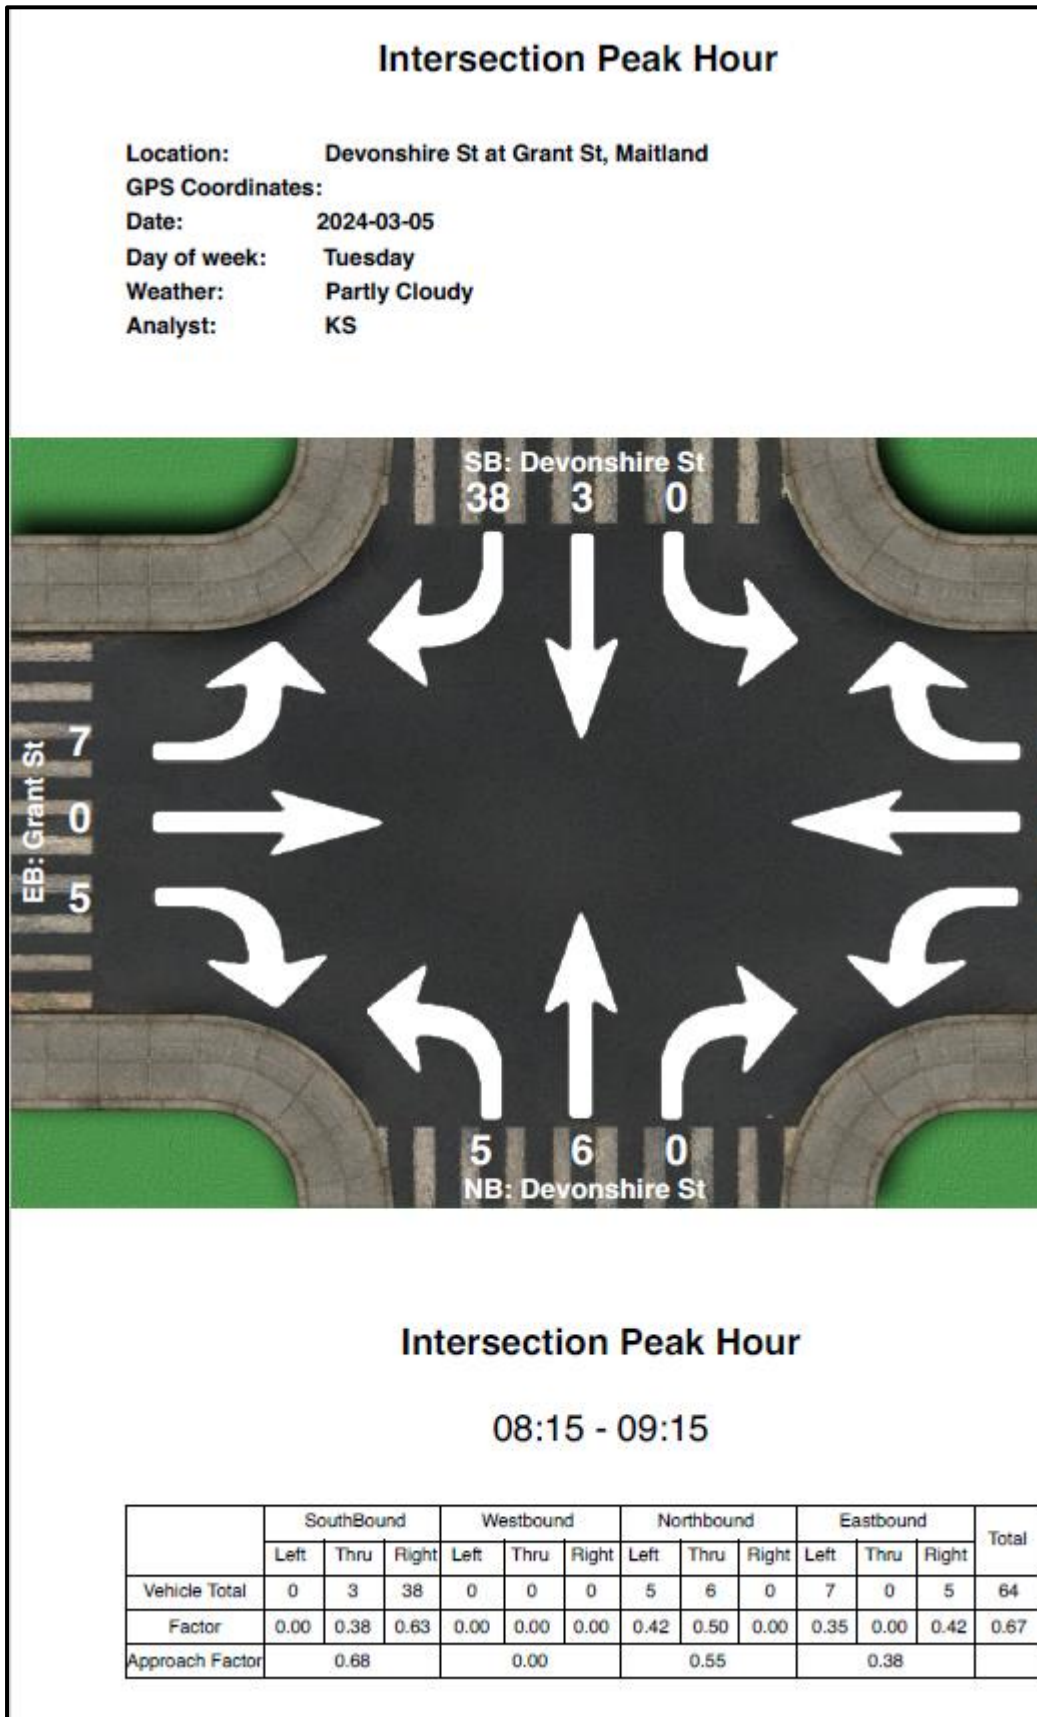 Intersection Peak Hour
Location: Devonshire St at Grant St, Maitland
GPS Coordinates:
Date: 2024-03-05
Day of week: Tuesday
Weather: Partly Cloudy
Analyst: KS
SB: Devonshire St
38 3 0
EB: Grant St
7
0
5
5 6 0
NB: Devonshire St
Intersection Peak Hour
08:15 - 09:15
SouthBound Westbound Northbound Eastbound Total
Left Thru Right Left Thru Right Left Thru Right Left Thru Right
Vehicle Total 0 3 38 0 0 0 5 6 0 7 0 5 64
Factor 0.00 0.38 0.63 0.00 0.00 0.00 0.42 0.50 0.00 0.35 0.00 0.42 0.67
Approach Factor 0.68 0.00 0.55 0.38